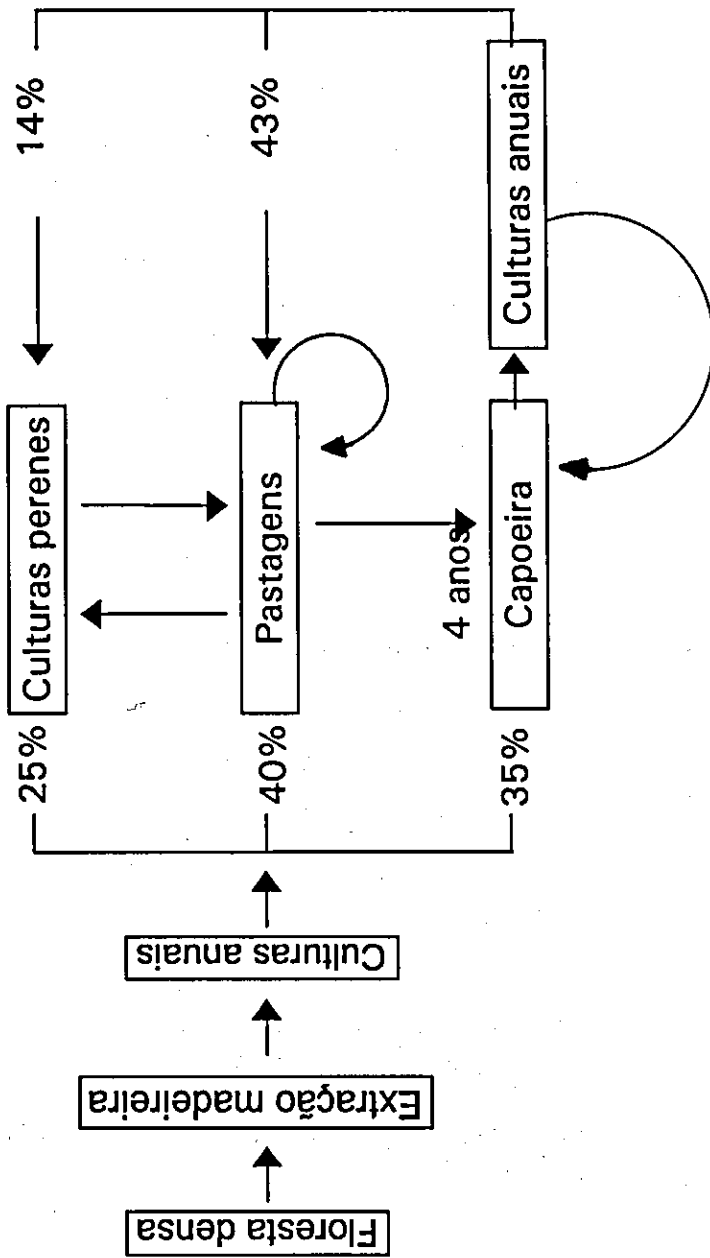 Floresta densa
Extração madeireira
Culturas anuais
25%
40%
35%
Culturas perenes
Pastagens
4 anos
Capoeira
Culturas anuais
14%
43%